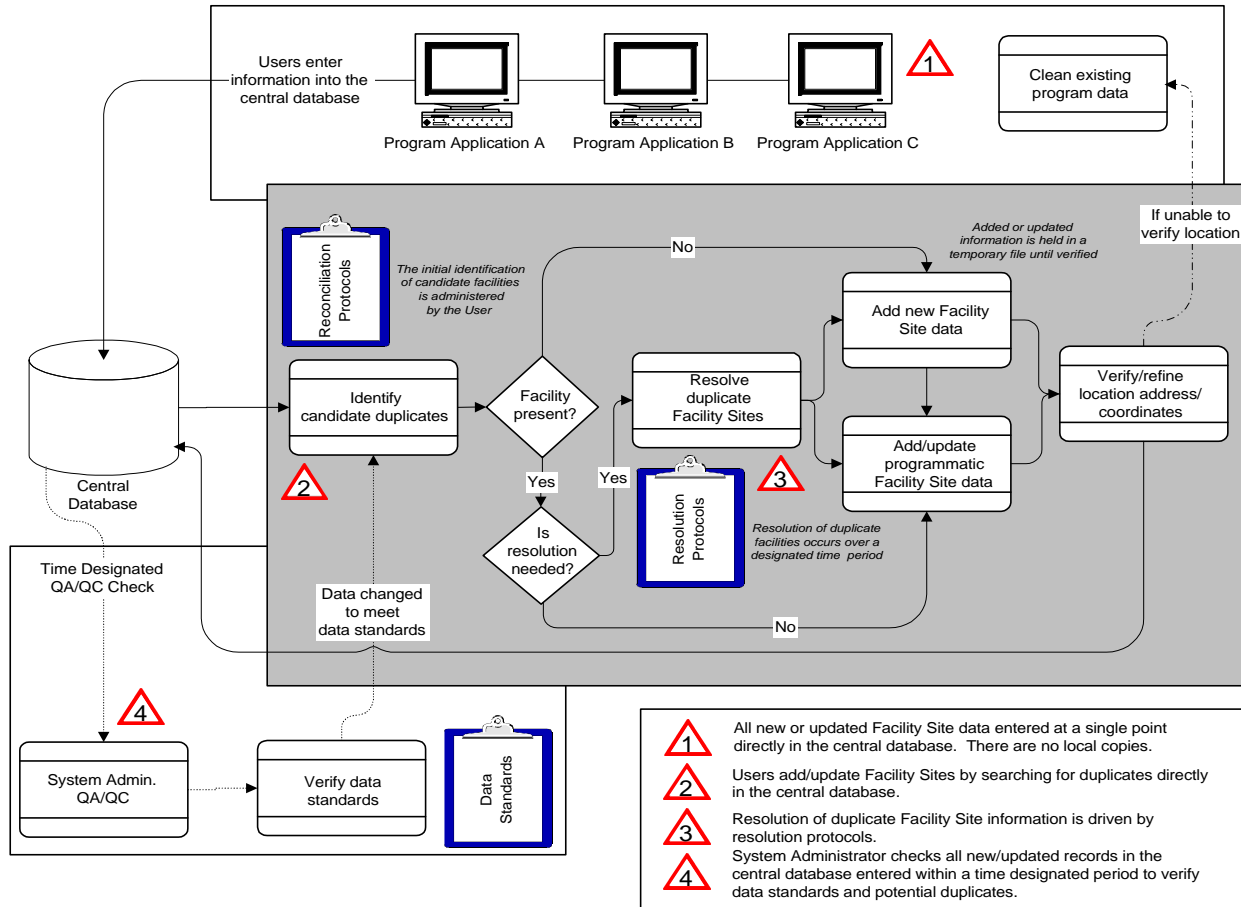 Users enter
information into the
central database
Program Application A
Program Application B
Program Application C
1
Clean existing
program data
If unable to
verify location
Reconciliation
Protocols
The initial identification
of candidate facilities
is administered
by the User
No
Added or updated
information is held in a
temporary file until verified
Add new Facility
Site data
Identify
candidate duplicates
Facility
present?
Resolve
duplicate
Facility Sites
Verify/refine
location address/
coordinates
Add/update
programmatic
Facility Site data
2
Yes
Yes
3
Central
Database
Is
resolution
needed?
Resolution
Protocols
Resolution of duplicate
facilities occurs over a
designated time period
No
Time Designated
QA/QC Check
Data changed
to meet
data standards
4
System Admin.
QA/QC
Verify data
standards
Data
Standards
1
All new or updated Facility Site data entered at a single point
directly in the central database. There are no local copies.
2
Users add/update Facility Sites by searching for duplicates directly
in the central database.
3
Resolution of duplicate Facility Site information is driven by
resolution protocols.
4
System Administrator checks all new/updated records in the
central database entered within a time designated period to verify
data standards and potential duplicates.